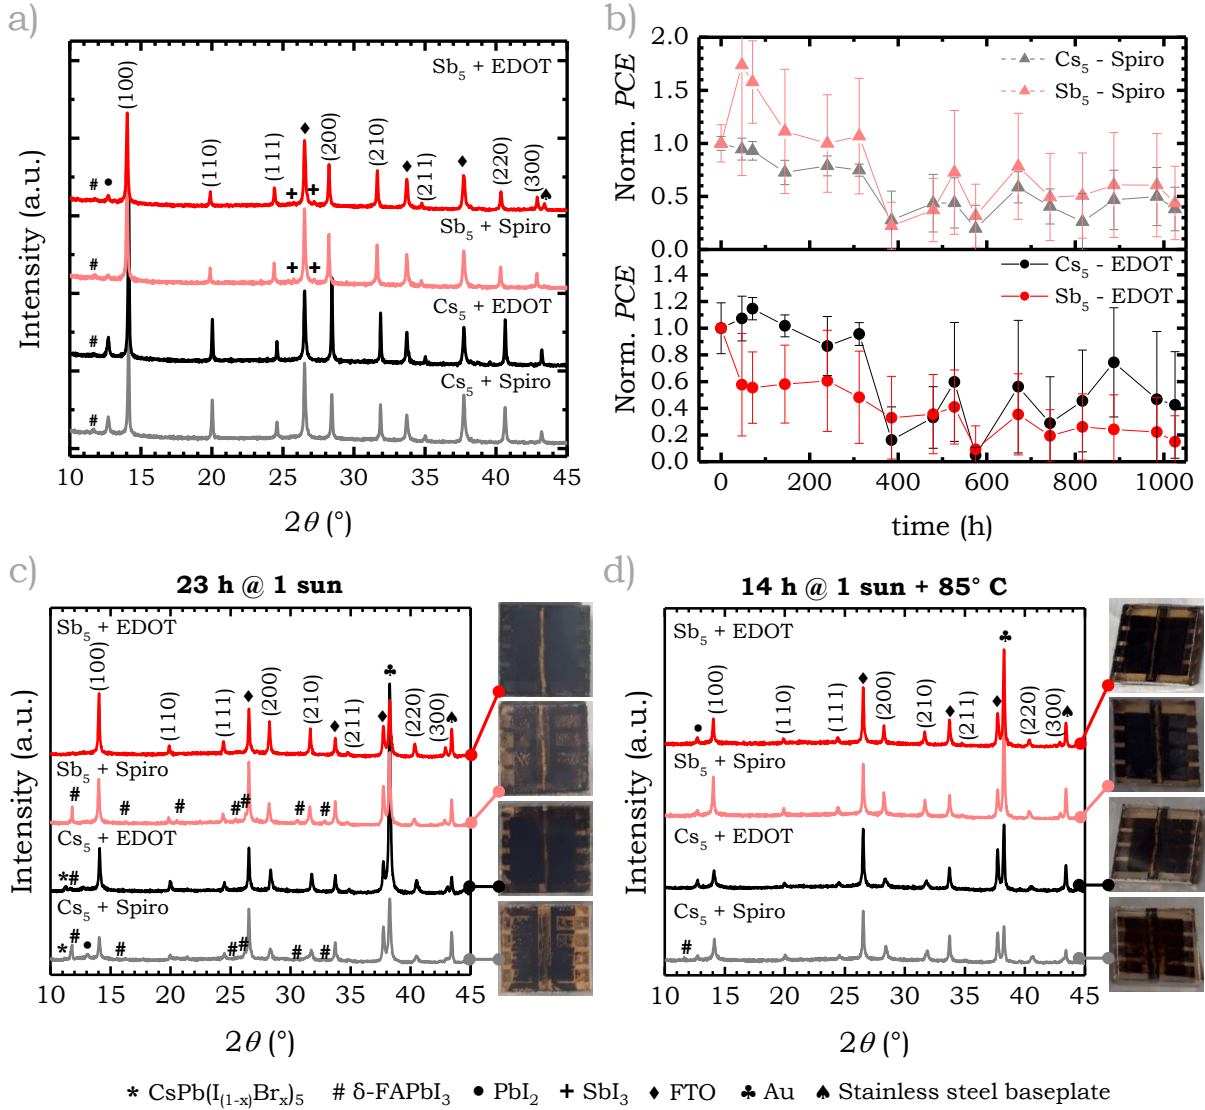 a)
Intensity (a.u.)
Sb5 + EDOT
(100)
(110)
(111)
(200)
(210)
(211)
(220)
(300)
# ● ♦ + + ♦ ♦ ♠
Sb5 + Spiro
# + +
Cs5 + EDOT
#
Cs5 + Spiro
#
10 15 20 25 30 35 40 45
2θ (°)
b)
Norm. PCE
2.0
1.5
1.0
0.5
0.0
Cs5 - Spiro
Sb5 - Spiro
Norm. PCE
1.4
1.2
1.0
0.8
0.6
0.4
0.2
0.0
Cs5 - EDOT
Sb5 - EDOT
0 200 400 600 800 1000
time (h)
c)
23 h @ 1 sun
Intensity (a.u.)
Sb5 + EDOT
(100)
(110)
(111)
(200)
(210)
(211)
(220)
(300)
♦ ♦ ♦ ♣ ♠
Sb5 + Spiro
# # # # # # #
Cs5 + EDOT
* #
Cs5 + Spiro
* # ● # # # # #
10 15 20 25 30 35 40 45
2θ (°)
d)
14 h @ 1 sun + 85° C
Intensity (a.u.)
Sb5 + EDOT
(100)
(110)
(111)
(200)
(210)
(211)
(220)
(300)
● ♦ ♦ ♦ ♣ ♠
Sb5 + Spiro
Cs5 + EDOT
Cs5 + Spiro
#
10 15 20 25 30 35 40 45
2θ (°)
* CsPb(I(1-x)Brx)5 # δ-FAPbI3 ● PbI2 + SbI3 ♦ FTO ♣ Au ♠ Stainless steel baseplate